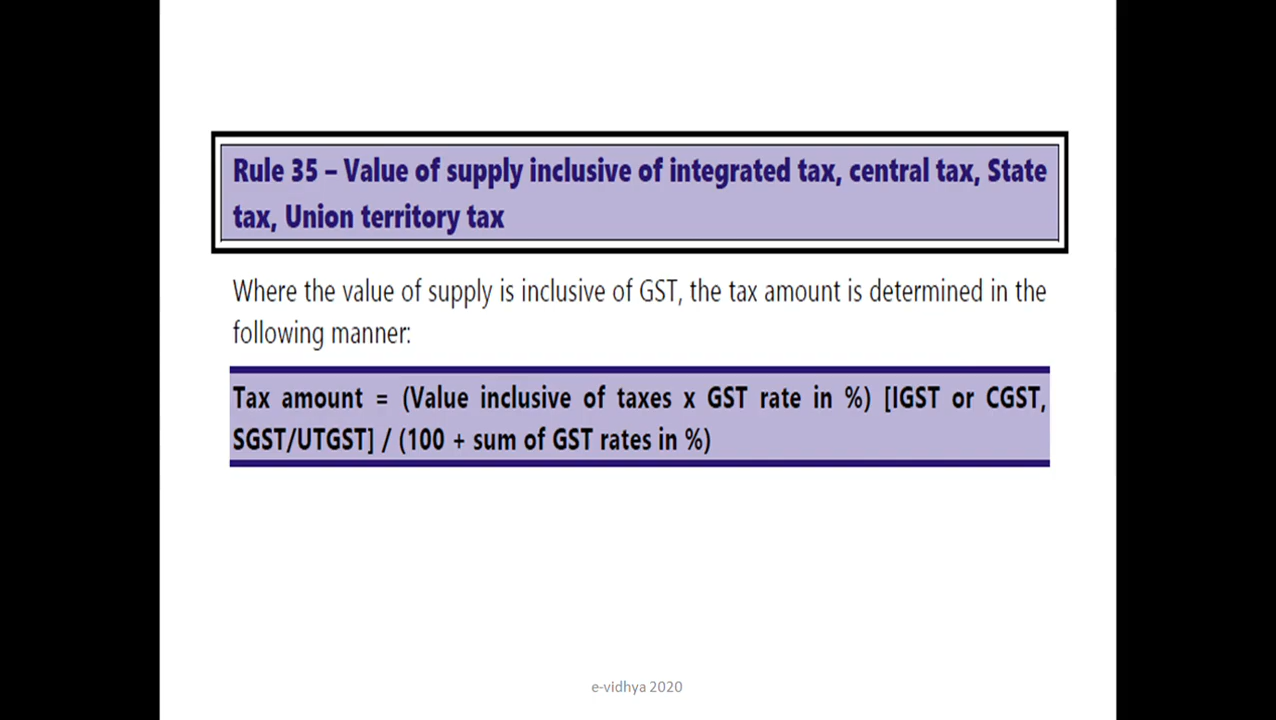 Rule 35 – Value of supply inclusive of integrated tax, central tax, State
tax, Union territory tax
Where the value of supply is inclusive of GST, the tax amount is determined in the
following manner:
Tax amount = (Value inclusive of taxes x GST rate in %) [IGST or CGST,
SGST/UTGST] / (100 + sum of GST rates in %)
e-vidhya 2020